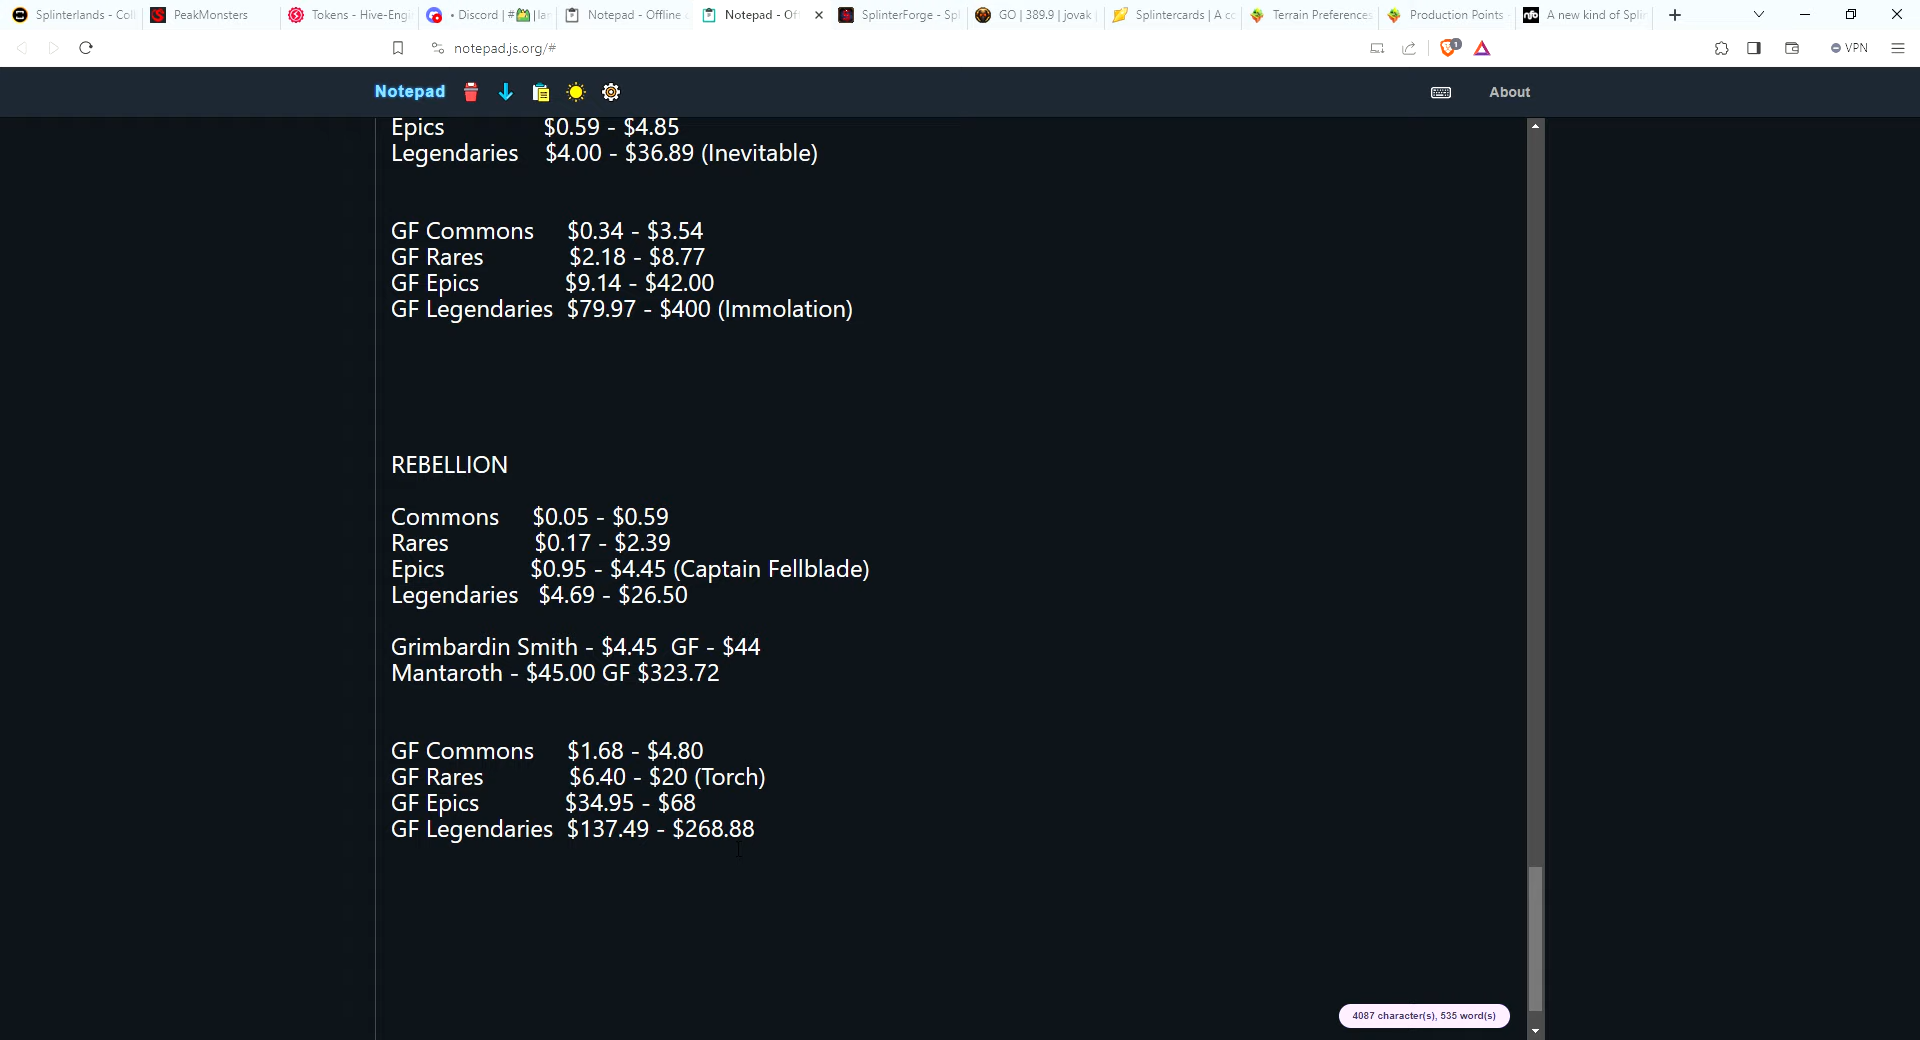 Splinterlands - Coll
PeakMonsters
Tokens - Hive-Engi
• Discord | #
|lan
Notepad - Offline
Notepad - Of
SplinterForge - Spl
GO | 389.9 | jovak
Splintercards | A cc
Terrain Preferences
Production Points
A new kind of Splin
notepad.js.org/#
1
VPN
Notepad
About
Epics $0.59 - $4.85
Legendaries $4.00 - $36.89 (Inevitable)
GF Commons $0.34 - $3.54
GF Rares $2.18 - $8.77
GF Epics $9.14 - $42.00
GF Legendaries $79.97 - $400 (Immolation)
REBELLION
Commons $0.05 - $0.59
Rares $0.17 - $2.39
Epics $0.95 - $4.45 (Captain Fellblade)
Legendaries $4.69 - $26.50
Grimbardin Smith - $4.45 GF - $44
Mantaroth - $45.00 GF $323.72
GF Commons $1.68 - $4.80
GF Rares $6.40 - $20 (Torch)
GF Epics $34.95 - $68
GF Legendaries $137.49 - $268.88
4087 character(s), 535 word(s)